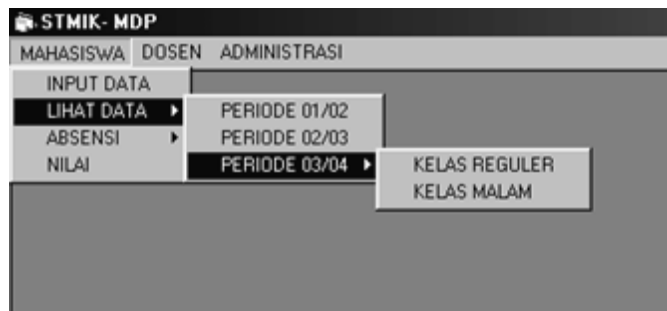 STMIK- MDP
MAHASISWA DOSEN ADMINISTRASI
INPUT DATA
LIHAT DATA
ABSENSI
NILAI
PERIODE 01/02
PERIODE 02/03
PERIODE 03/04
KELAS REGULER
KELAS MALAM